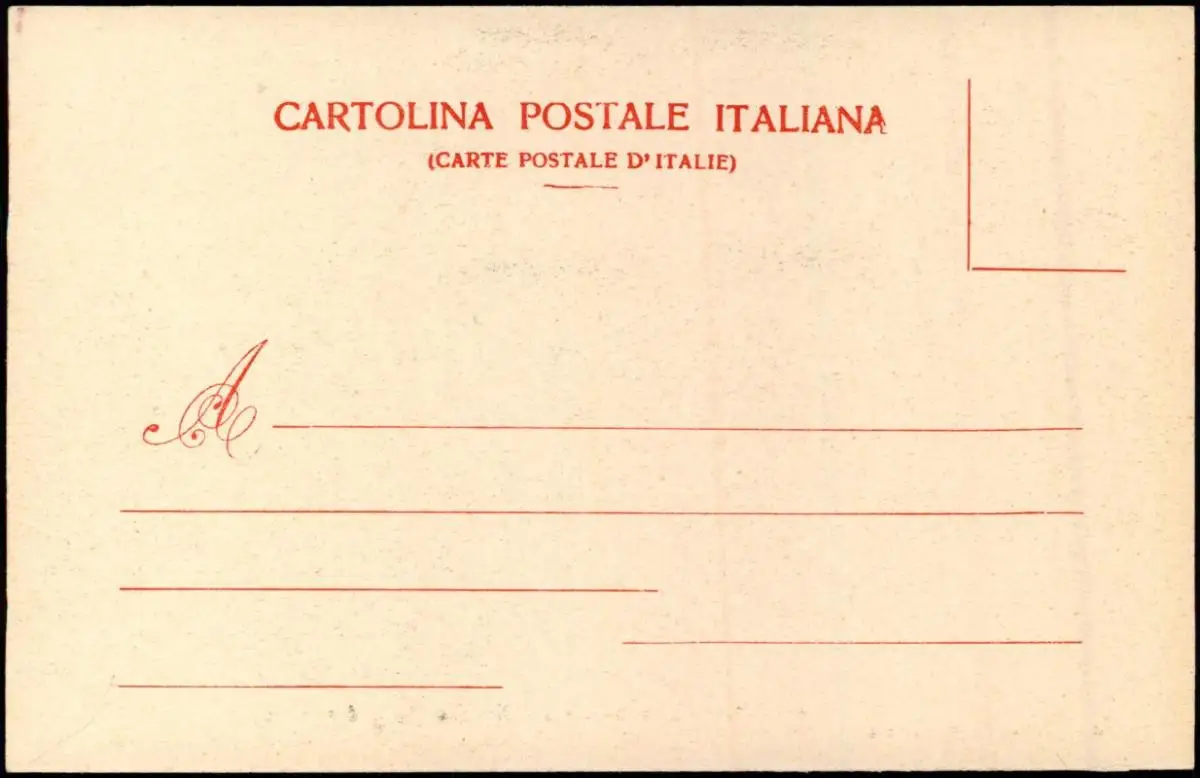 CARTOLINA POSTALE ITALIANA
(CARTE POSTALE D'ITALIE)
A